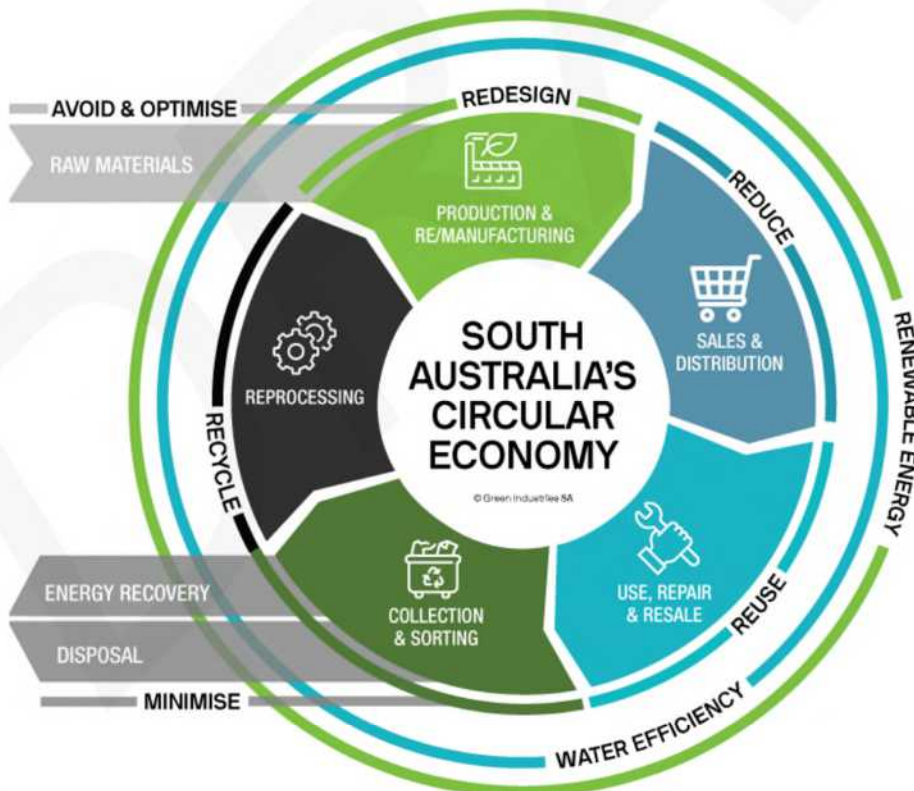 AVOID & OPTIMISE
RAW MATERIALS
REDESIGN
PRODUCTION &
RE/MANUFACTURING
REDUCE
SALES &
DISTRIBUTION
RENEWABLE ENERGY
SOUTH
AUSTRALIA'S
CIRCULAR
ECONOMY
© Green Industries SA
REPROCESSING
RECYCLE
USE, REPAIR
& RESALE
REUSE
COLLECTION
& SORTING
ENERGY RECOVERY
DISPOSAL
MINIMISE
WATER EFFICIENCY